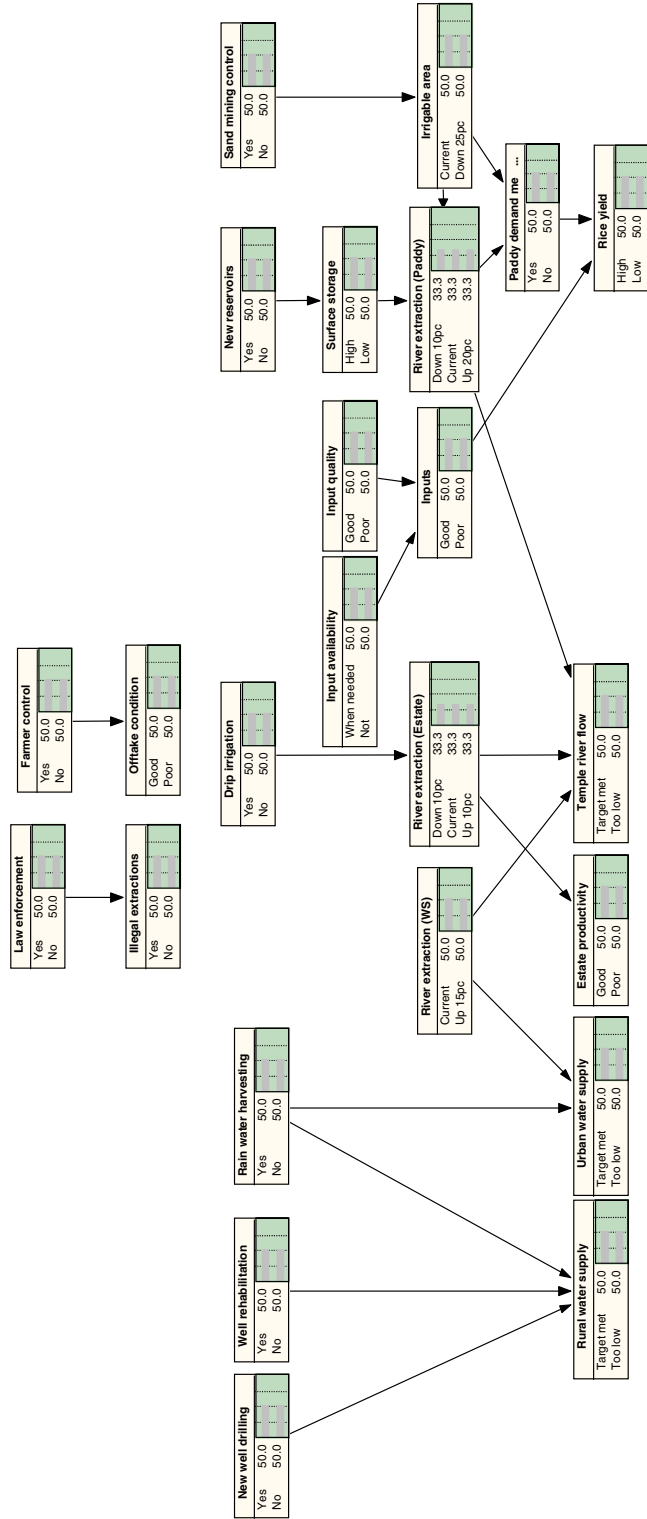 Law enforcement
Yes 50.0
No 50.0
Farmer control
Yes 50.0
No 50.0
Illegal extractions
Yes 50.0
No 50.0
Offtake condition
Good 50.0
Poor 50.0
New well drilling
Yes 50.0
No 50.0
Well rehabilitation
Yes 50.0
No 50.0
Rain water harvesting
Yes 50.0
No 50.0
Drip irrigation
Yes 50.0
No 50.0
New reservoirs
Yes 50.0
No 50.0
Sand mining control
Yes 50.0
No 50.0
Input availability
When needed 50.0
Not 50.0
Input quality
Good 50.0
Poor 50.0
Surface storage
High 50.0
Low 50.0
River extraction (WS)
Current 50.0
Up 15pc 50.0
River extraction (Estate)
Down 10pc 33.3
Current 33.3
Up 10pc 33.3
Inputs
Good 50.0
Poor 50.0
River extraction (Paddy)
Down 10pc 33.3
Current 33.3
Up 20pc 33.3
Irrigable area
Current 50.0
Down 25pc 50.0
Paddy demand me ...
Yes 50.0
No 50.0
Rural water supply
Target met 50.0
Too low 50.0
Urban water supply
Target met 50.0
Too low 50.0
Estate productivity
Good 50.0
Poor 50.0
Temple river flow
Target met 50.0
Too low 50.0
Rice yield
High 50.0
Low 50.0